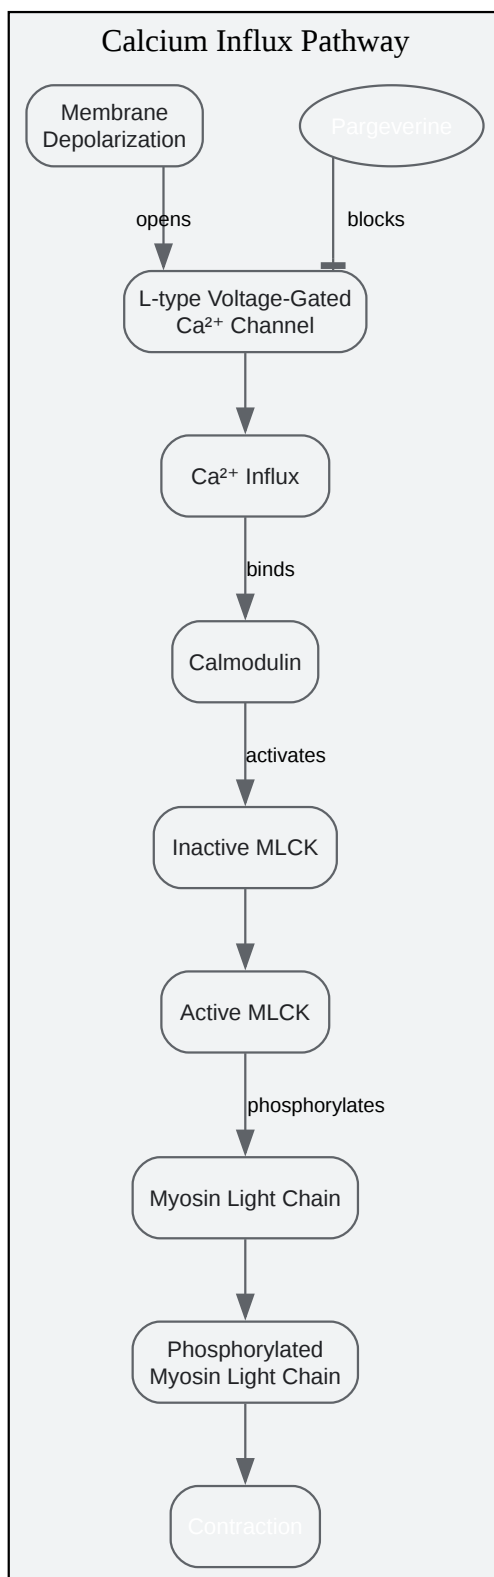 Calcium Influx Pathway
Membrane
Depolarization
Pargeverine
opens
blocks
L-type Voltage-Gated
Ca²⁺ Channel
Ca²⁺ Influx
binds
Calmodulin
activates
Inactive MLCK
Active MLCK
phosphorylates
Myosin Light Chain
Phosphorylated
Myosin Light Chain
Contraction